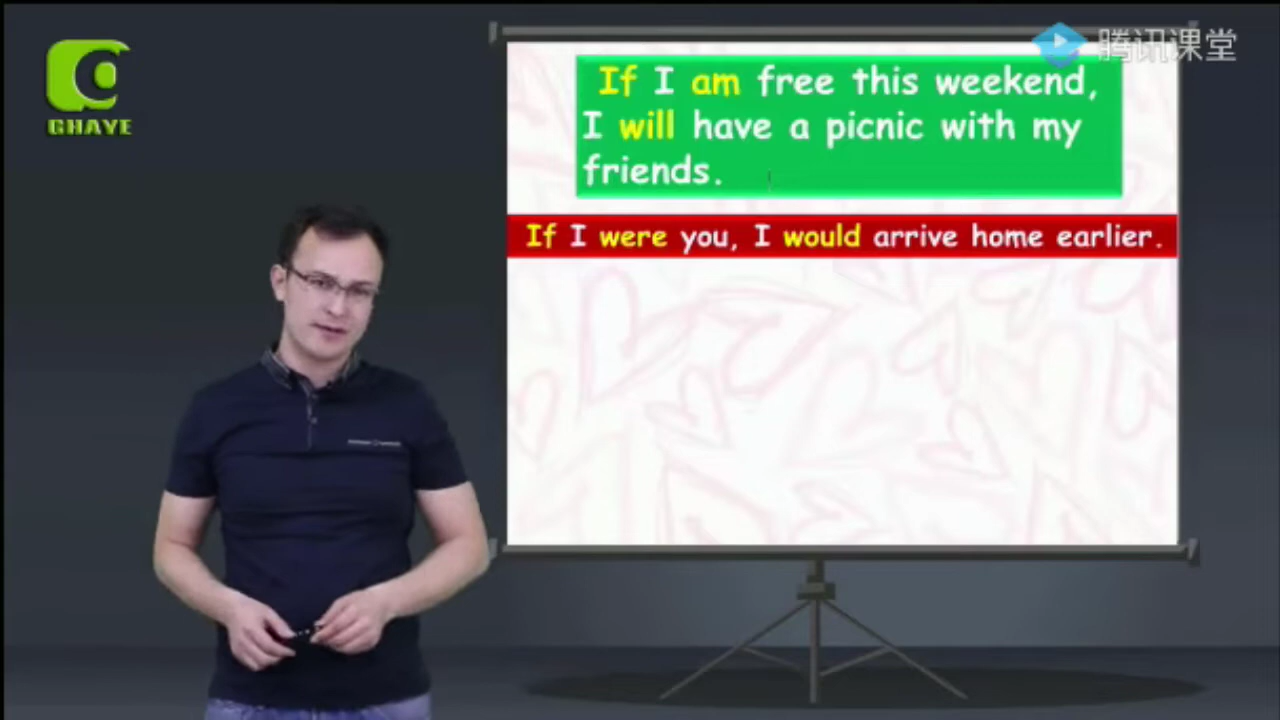 GHAYE
腾讯课堂
If I am free this weekend,
I will have a picnic with my
friends.
If I were you, I would arrive home earlier.